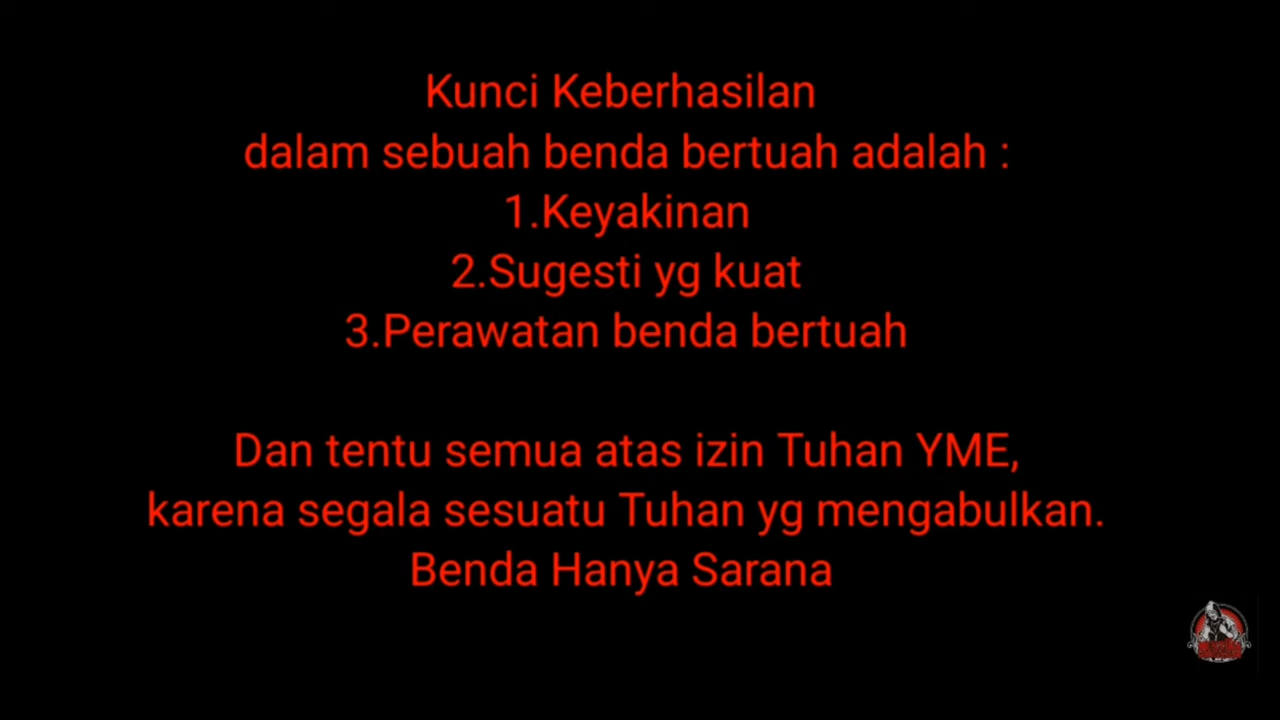 Kunci Keberhasilan
dalam sebuah benda bertuah adalah :
1.Keyakinan
2.Sugesti yg kuat
3.Perawatan benda bertuah
Dan tentu semua atas izin Tuhan YME,
karena segala sesuatu Tuhan yg mengabulkan.
Benda Hanya Sarana